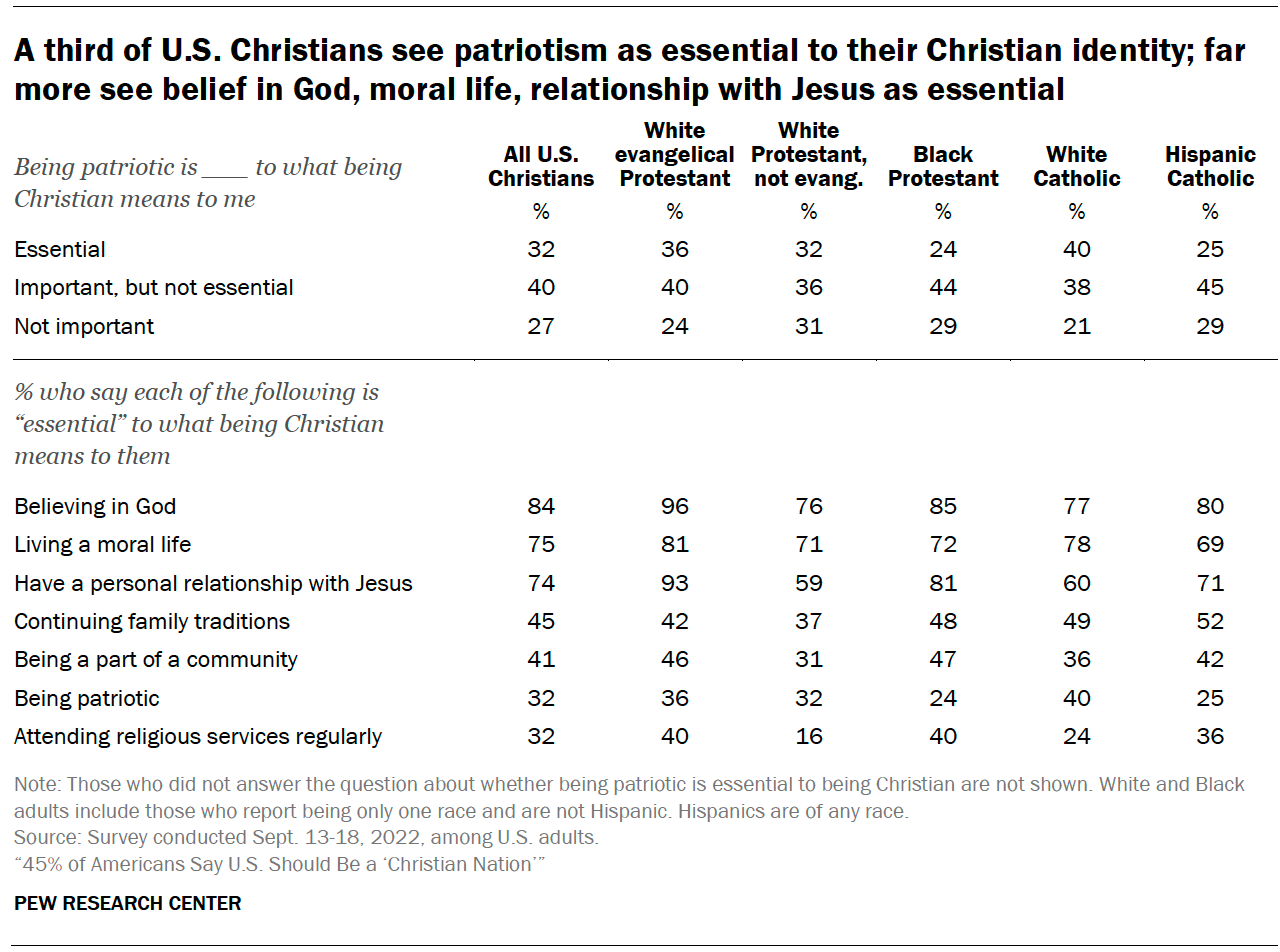 A third of U.S. Christians see patriotism as essential to their Christian identity; far
more see belief in God, moral life, relationship with Jesus as essential
Being patriotic is ___ to what being
Christian means to me
All U.S.
Christians
White
evangelical
Protestant
White
Protestant,
not evang.
Black
Protestant
White
Catholic
Hispanic
Catholic
% % % % % %
Essential 32 36 32 24 40 25
Important, but not essential 40 40 36 44 38 45
Not important 27 24 31 29 21 29
% who say each of the following is
“essential” to what being Christian
means to them
Believing in God 84 96 76 85 77 80
Living a moral life 75 81 71 72 78 69
Have a personal relationship with Jesus 74 93 59 81 60 71
Continuing family traditions 45 42 37 48 49 52
Being a part of a community 41 46 31 47 36 42
Being patriotic 32 36 32 24 40 25
Attending religious services regularly 32 40 16 40 24 36
Note: Those who did not answer the question about whether being patriotic is essential to being Christian are not shown. White and Black
adults include those who report being only one race and are not Hispanic. Hispanics are of any race.
Source: Survey conducted Sept. 13-18, 2022, among U.S. adults.
“45% of Americans Say U.S. Should Be a ‘Christian Nation’”
PEW RESEARCH CENTER